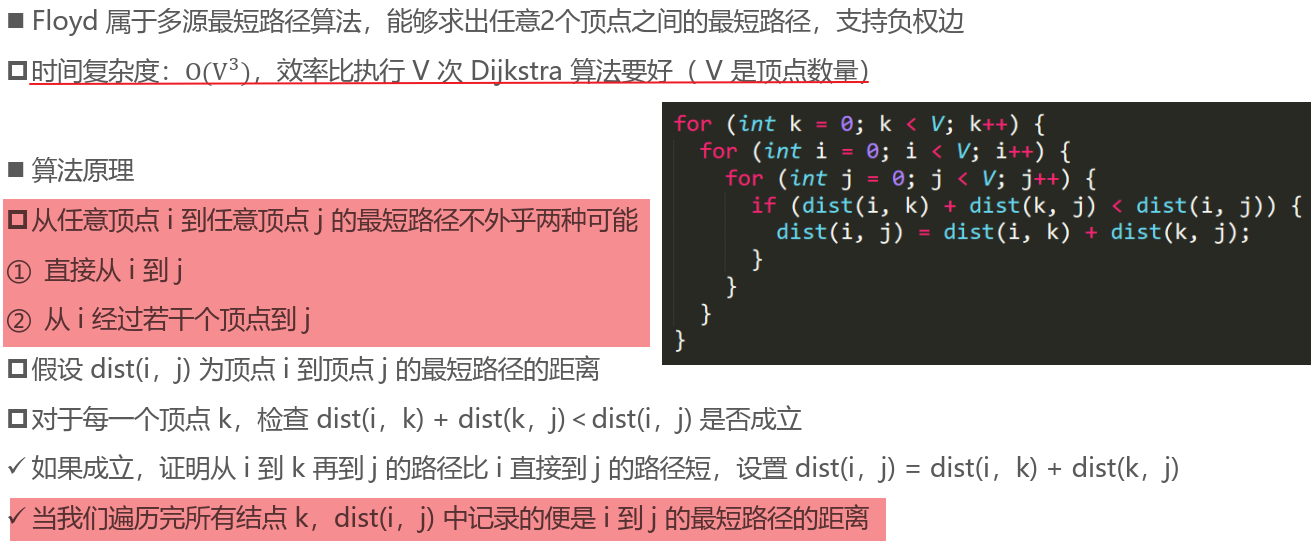 Floyd 属于多源最短路径算法，能够求出任意2个顶点之间的最短路径，支持负权边
时间复杂度：O(V³)，效率比执行 V 次 Dijkstra 算法要好（ V 是顶点数量）
算法原理
从任意顶点 i 到任意顶点 j 的最短路径不外乎两种可能
① 直接从 i 到 j
② 从 i 经过若干个顶点到 j
假设 dist(i，j) 为顶点 i 到顶点 j 的最短路径的距离
对于每一个顶点 k，检查 dist(i，k) + dist(k，j)＜dist(i，j) 是否成立
✓ 如果成立，证明从 i 到 k 再到 j 的路径比 i 直接到 j 的路径短，设置 dist(i，j) = dist(i，k) + dist(k，j)
✓ 当我们遍历完所有结点 k，dist(i，j) 中记录的便是 i 到 j 的最短路径的距离
for (int k = 0; k < V; k++) {
for (int i = 0; i < V; i++) {
for (int j = 0; j < V; j++) {
if (dist(i, k) + dist(k, j) < dist(i, j)) {
dist(i, j) = dist(i, k) + dist(k, j);
}
}
}
}